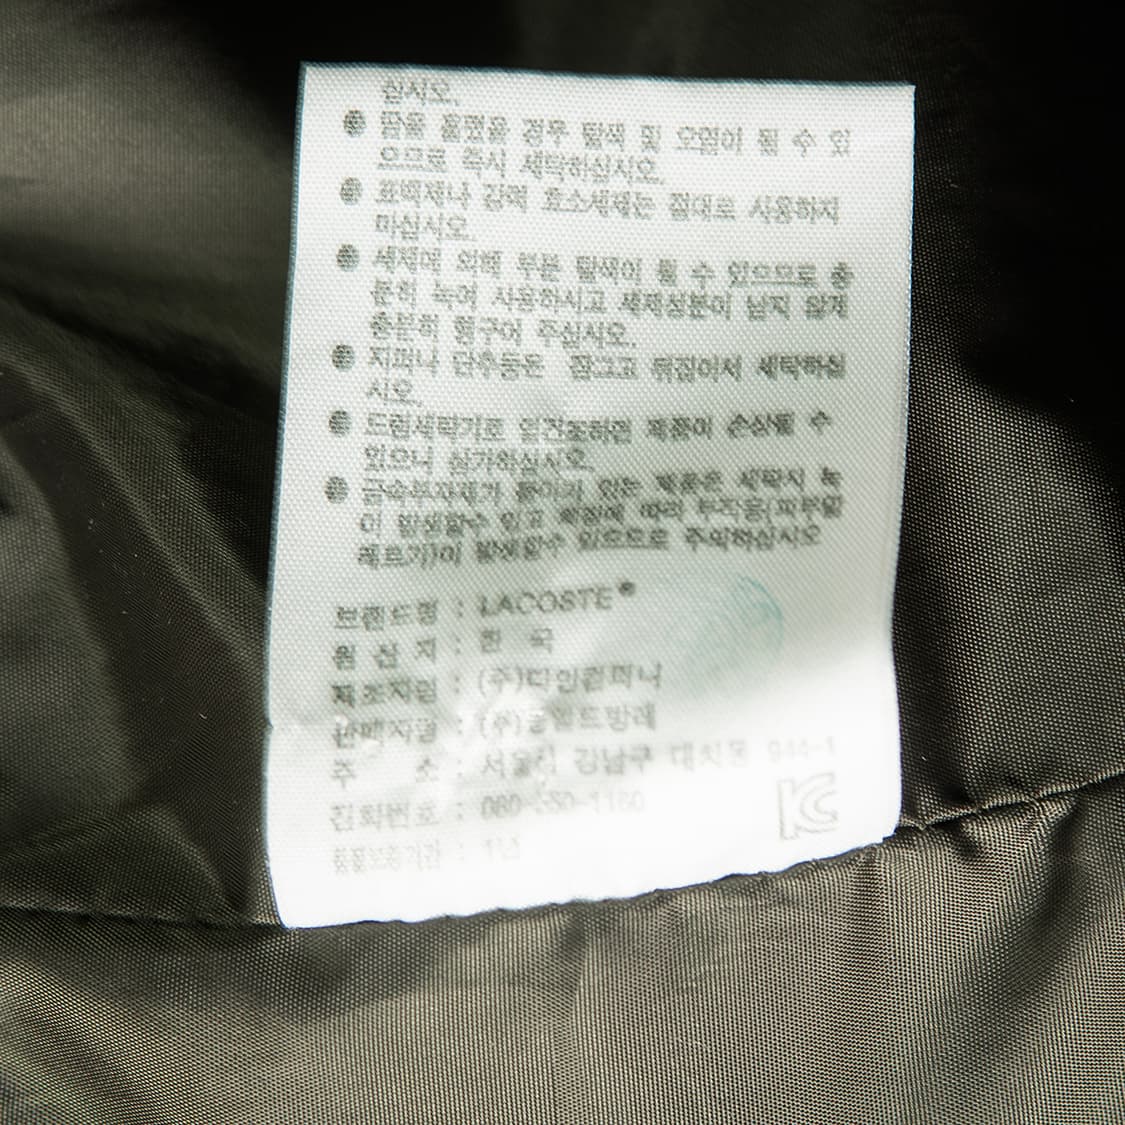 십시오.
● 땀을 흘렸을 경우 탈색 및 오염이 될 수 있
으므로 즉시 세탁하십시오.
● 표백제나 강력 효소세제는 절대로 사용하지
마십시오.
● 세제에 의해 부분 탈색이 될 수 있으므로 충
분히 녹여 사용하시고 세제성분이 남지 않게
충분히 헹구어 주십시오.
● 지퍼나 단추등은 잠그고 뒤집어서 세탁하십
시오.
● 드럼세탁기로 일건조하면 제품이 손상될 수
있으니 삼가하십시오.
● 금속부자재가 붙어있는 제품은 세탁시 녹
이 발생할수 있고 체질에 따라 부작용(피부알
레르기)이 발생할수 있으므로 주의하십시오
브랜드명 : LACOSTE®
원 산 지 : 한 국
제조자명 : (주)디인컴퍼니
판매자명 : (주)동일드방레
주 소 : 서울시 강남구 대치동 944-1
전화번호 : 080-
품질보증기간 : 1년
KC